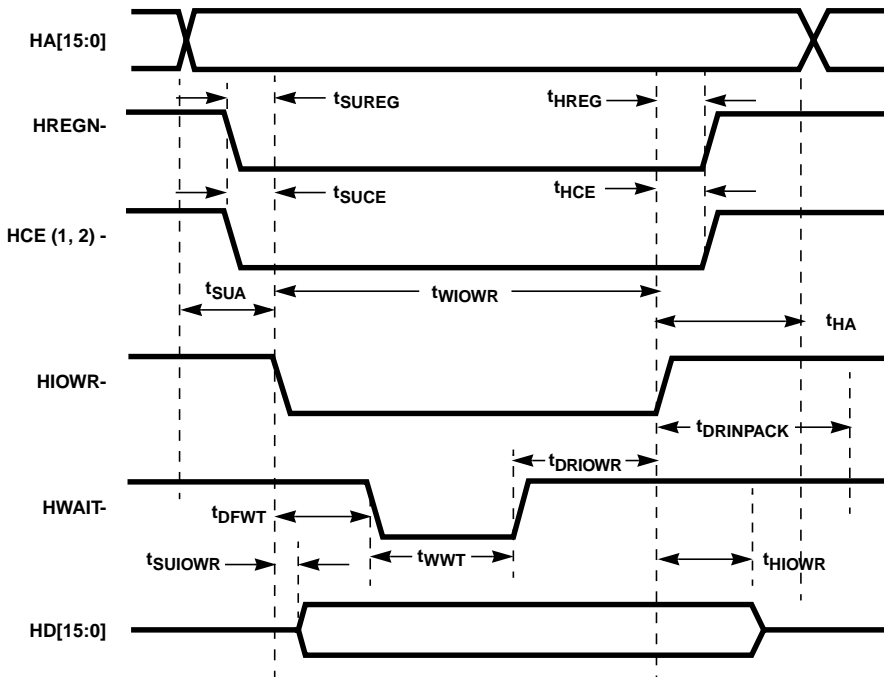 HA[15:0]
tSUREG
tHREG
HREGN-
tSUCE
tHCE
HCE (1, 2) -
tSUA
tWIOWR
tHA
HIOWR-
tDRINPACK
tDRIOWR
HWAIT-
tDFWT
tSUIOWR
tWWT
tHIOWR
HD[15:0]